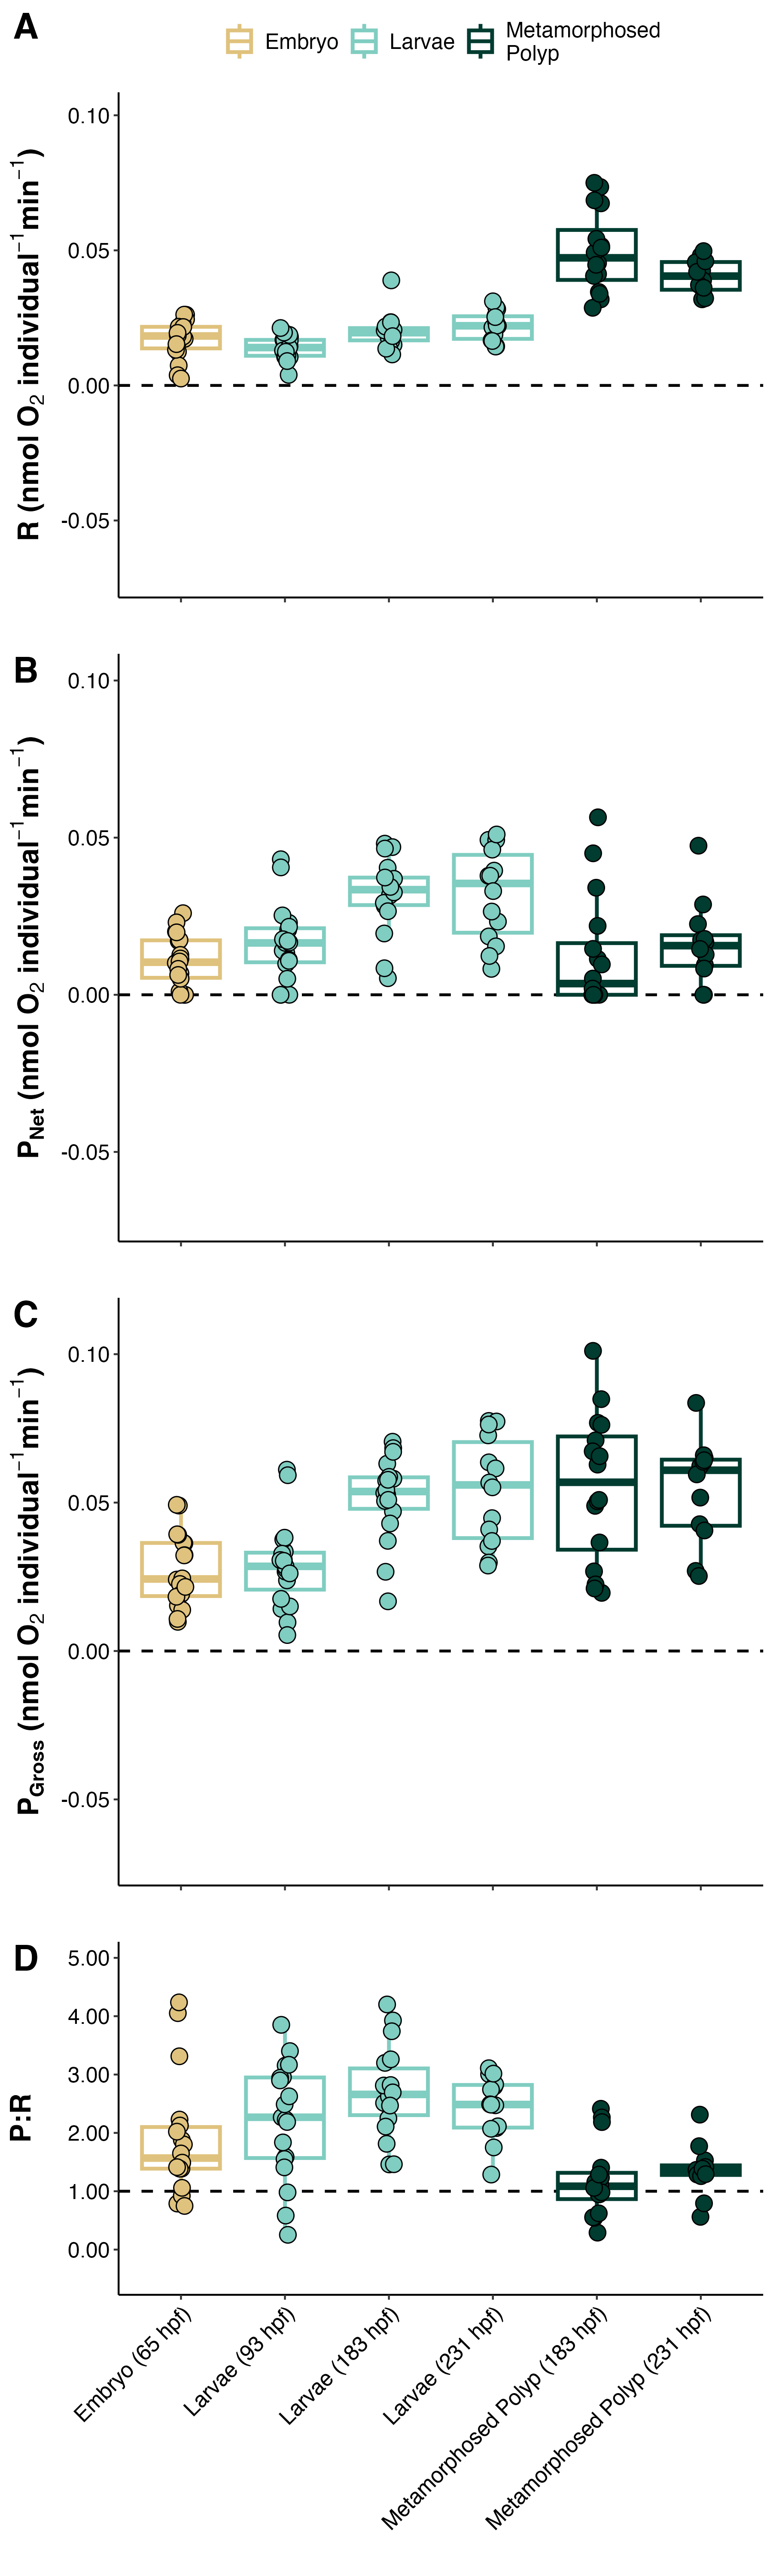 A
Embryo
Larvae
Metamorphosed
Polyp
R (nmol O₂ individual⁻¹ min⁻¹)
0.10
0.05
0.00
-0.05
B
P_Net (nmol O₂ individual⁻¹ min⁻¹)
0.10
0.05
0.00
-0.05
C
P_Gross (nmol O₂ individual⁻¹ min⁻¹)
0.10
0.05
0.00
-0.05
D
P:R
5.00
4.00
3.00
2.00
1.00
0.00
Embryo (65 hpf)
Larvae (93 hpf)
Larvae (183 hpf)
Larvae (231 hpf)
Metamorphosed Polyp (183 hpf)
Metamorphosed Polyp (231 hpf)